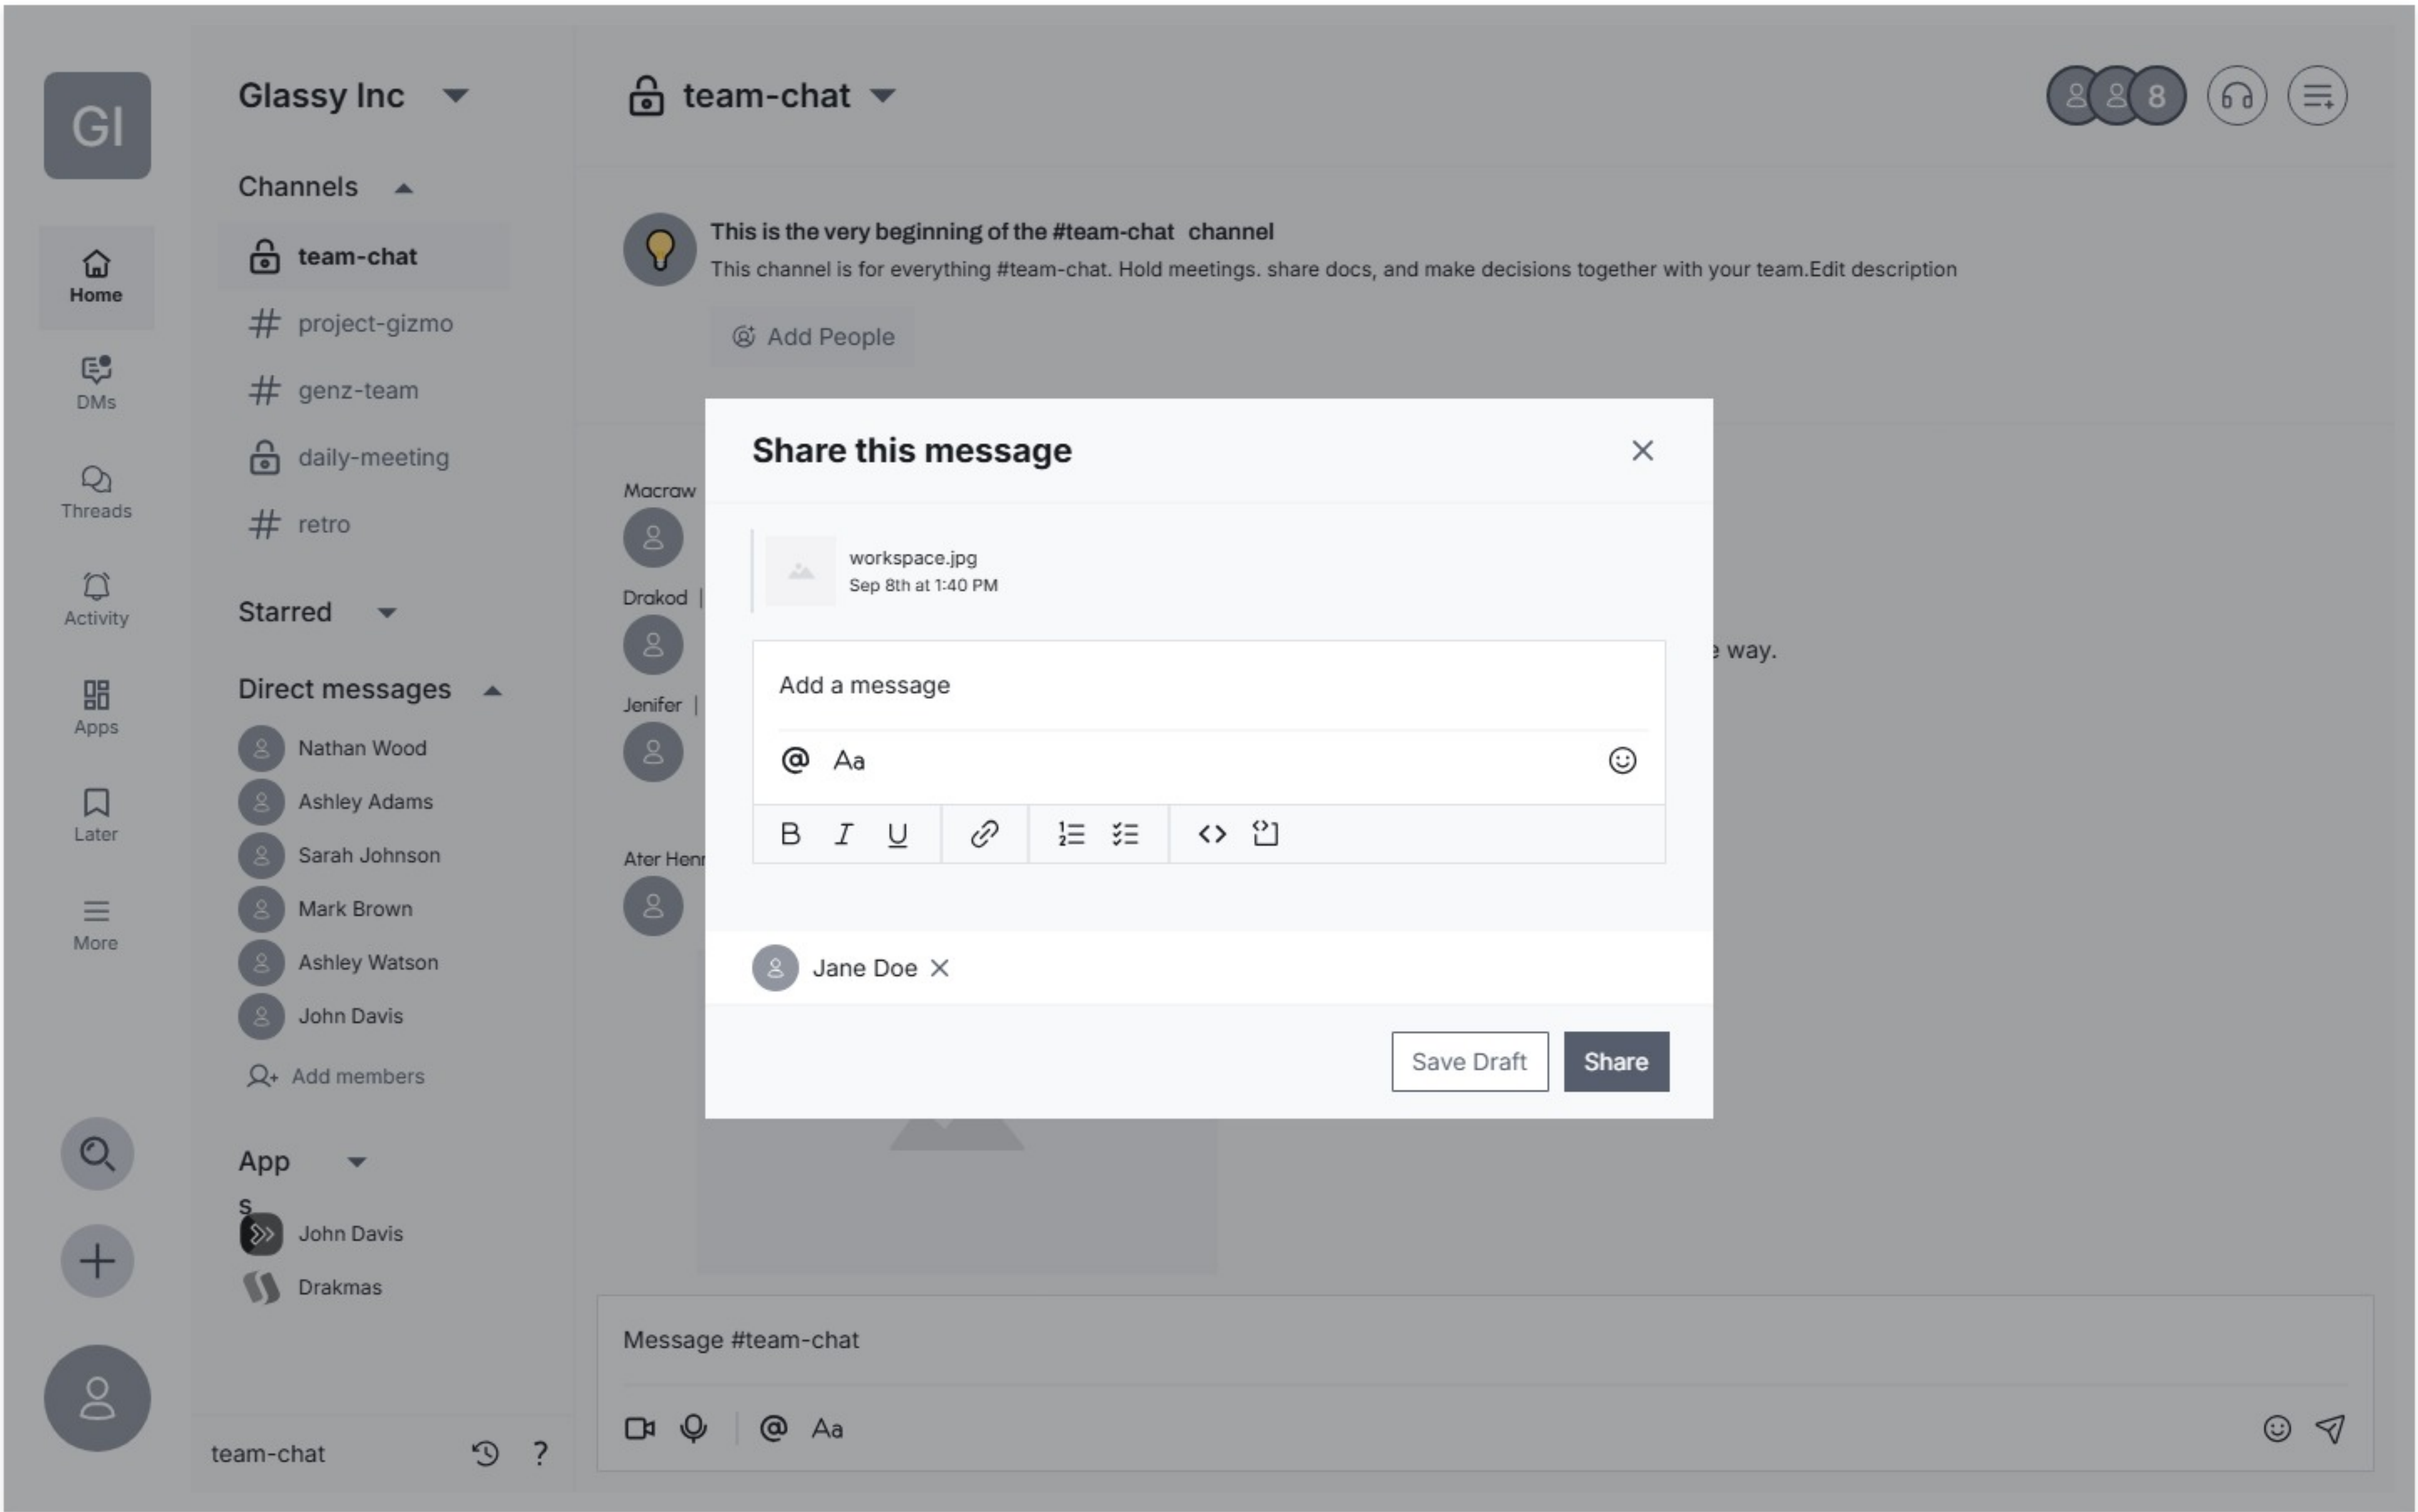 GI
Home
DMs
Threads
Activity
Apps
Later
More
Glassy Inc
Channels
team-chat
project-gizmo
genz-team
daily-meeting
retro
Starred
Direct messages
Nathan Wood
Ashley Adams
Sarah Johnson
Mark Brown
Ashley Watson
John Davis
Add members
App
s
John Davis
Drakmas
team-chat
?
team-chat
8
This is the very beginning of the #team-chat channel
This channel is for everything #team-chat. Hold meetings. share docs, and make decisions together with your team.Edit description
Add People
Macraw
Drakod |
e way.
Jenifer |
Ater Henr
Share this message
workspace.jpg
Sep 8th at 1:40 PM
Add a message
@ Aa
B I U
Jane Doe
Save Draft
Share
Message #team-chat
@ Aa